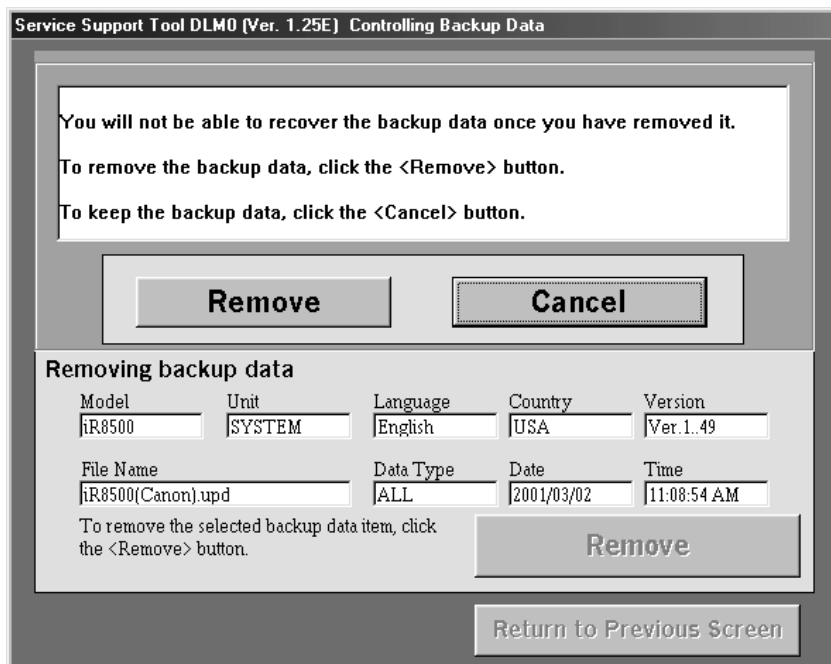 Service Support Tool DLM0 (Ver. 1.25E)  Controlling Backup Data
You will not be able to recover the backup data once you have removed it.
To remove the backup data, click the <Remove> button.
To keep the backup data, click the <Cancel> button.
Remove Cancel
Removing backup data
Model Unit Language Country Version
iR8500 SYSTEM English USA Ver.1..49
File Name Data Type Date Time
iR8500(Canon).upd ALL 2001/03/02 11:08:54 AM
To remove the selected backup data item, click
the <Remove> button.
Remove
Return to Previous Screen